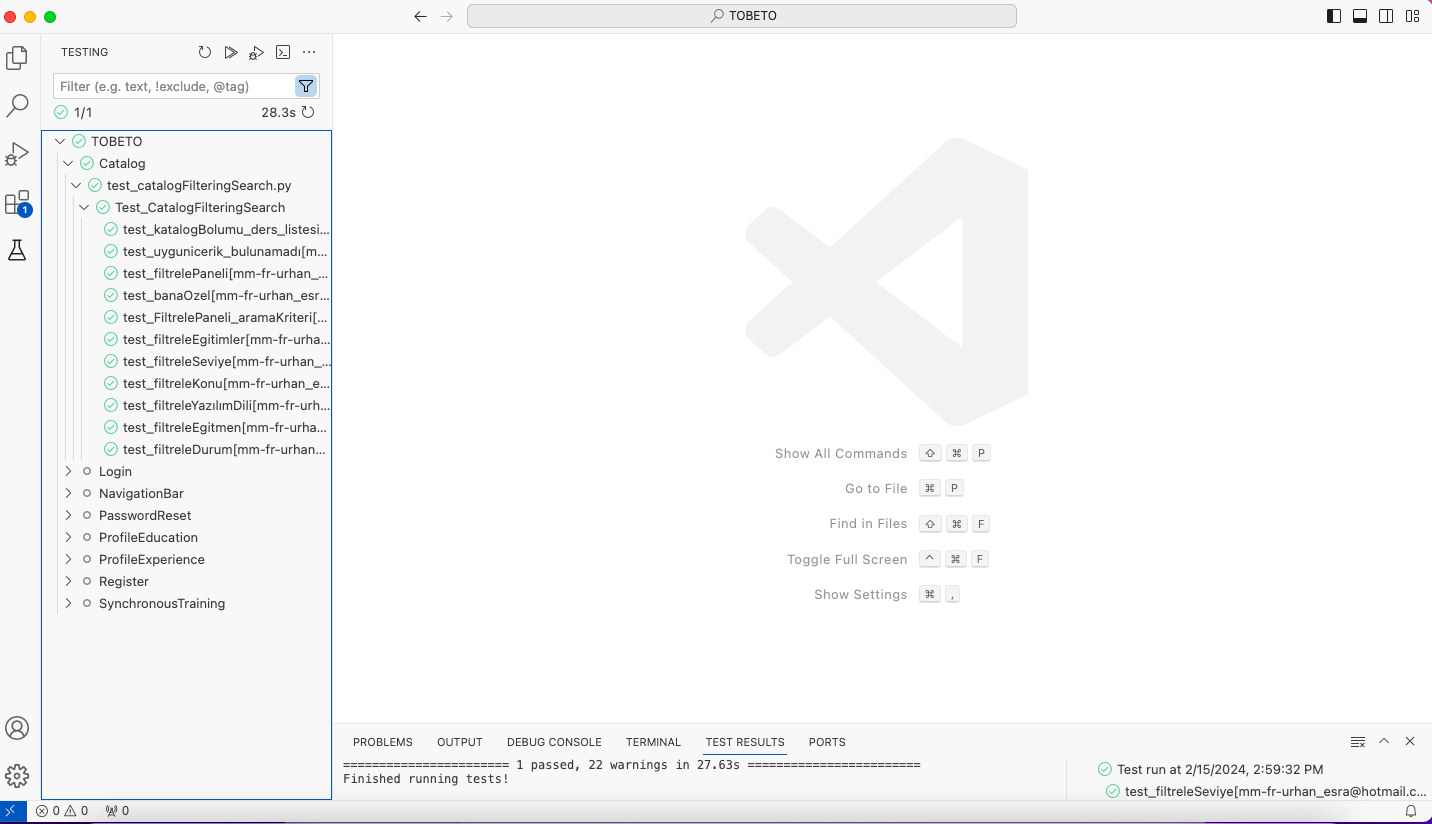 TOBETO
TESTING
Filter (e.g. text, !exclude, @tag)
1/1 28.3s
TOBETO
Catalog
test_catalogFilteringSearch.py
1
Test_CatalogFilteringSearch
test_katalogBolumu_ders_listesi...
test_uygunicerik_bulunamadı[m...
test_filtrelePaneli[mm-fr-urhan_...
test_banaOzel[mm-fr-urhan_esr...
test_FiltrelePaneli_aramaKriteri[...
test_filtreleEgitimler[mm-fr-urha...
test_filtreleSeviye[mm-fr-urhan_...
test_filtreleKonu[mm-fr-urhan_e...
test_filtreleYazılımDili[mm-fr-urh...
test_filtreleEgitmen[mm-fr-urha...
test_filtreleDurum[mm-fr-urhan...
Login
NavigationBar
PasswordReset
ProfileEducation
ProfileExperience
Register
SynchronousTraining
Show All Commands ⇧ ⌘ P
Go to File ⌘ P
Find in Files ⇧ ⌘ F
Toggle Full Screen ^ ⌘ F
Show Settings ⌘ ,
PROBLEMS OUTPUT DEBUG CONSOLE TERMINAL TEST RESULTS PORTS
======================= 1 passed, 22 warnings in 27.63s ========================
Finished running tests!
Test run at 2/15/2024, 2:59:32 PM
test_filtreleSeviye[mm-fr-urhan_esra@hotmail.c...
0 0 0